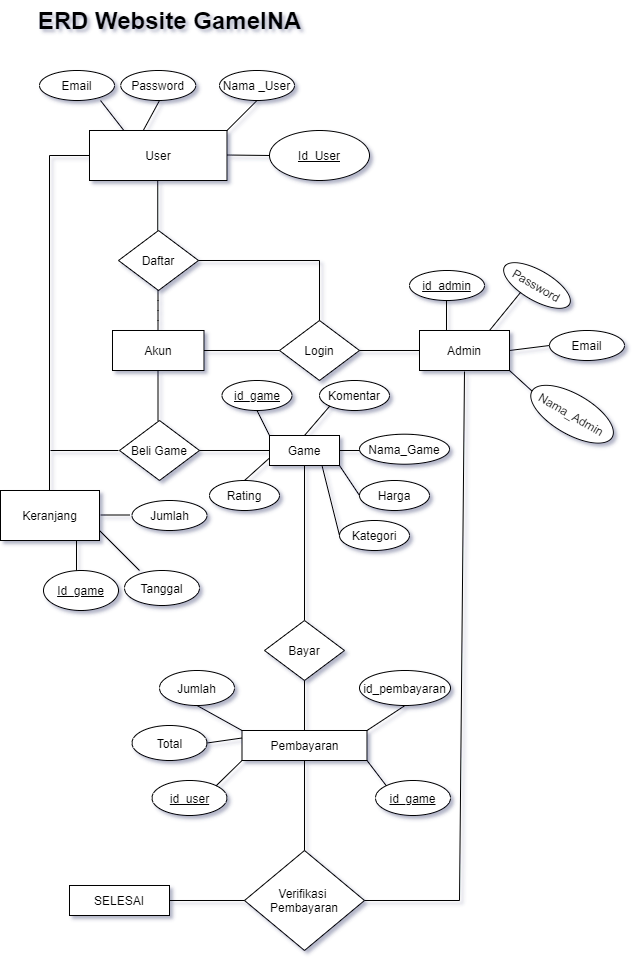 ERD Website GameINA
Email
Password
Nama _User
User
Id_User
Daftar
id_admin
Password
Akun
Login
Admin
Email
id_game
Komentar
Nama_Admin
Beli Game
Game
Nama_Game
Rating
Harga
Keranjang
Jumlah
Kategori
Id_game
Tanggal
Bayar
Jumlah
id_pembayaran
Total
Pembayaran
id_user
id_game
SELESAI
Verifikasi
Pembayaran